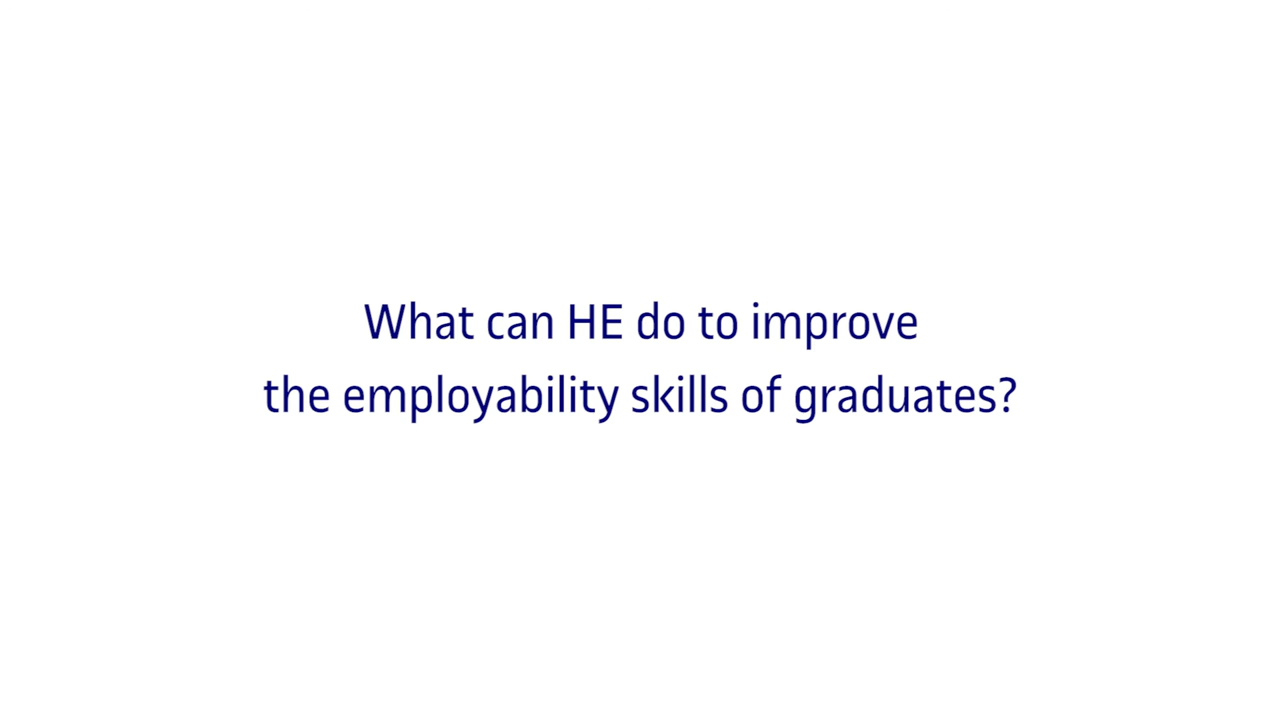 What can HE do to improve
the employability skills of graduates?